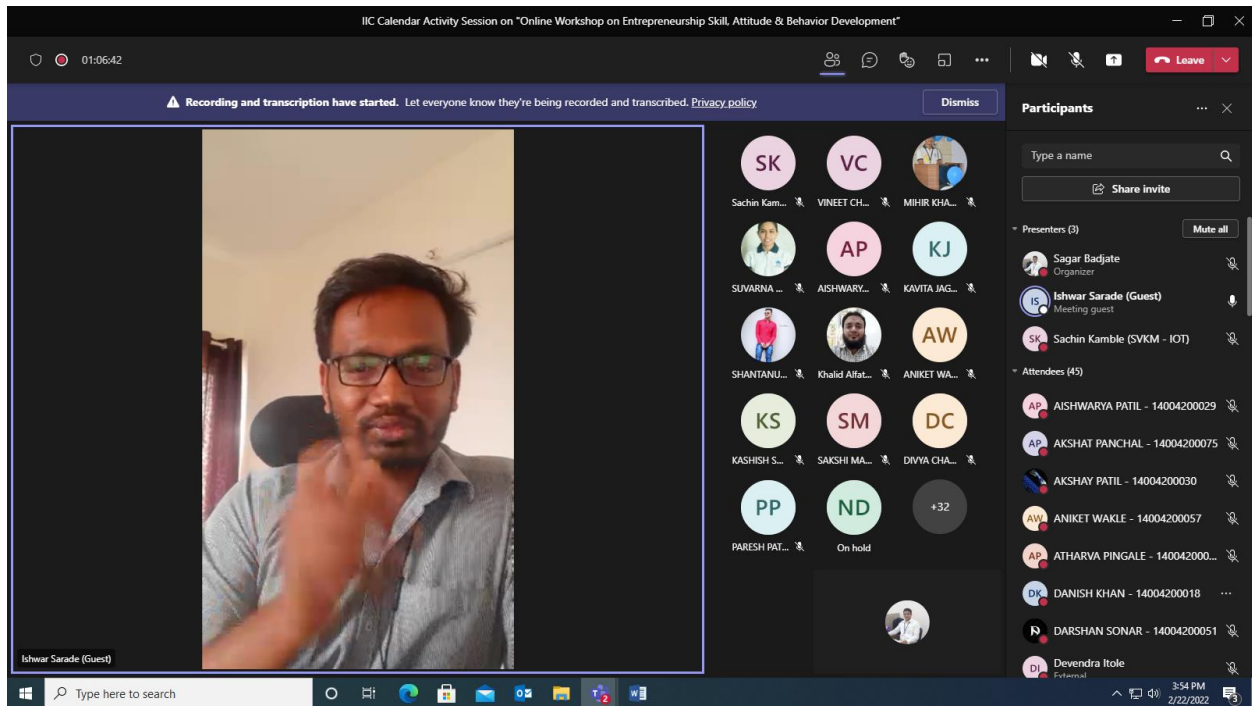 IIC Calendar Activity Session on "Online Workshop on Entrepreneurship Skill, Attitude & Behavior Development"
01:06:42
Leave
Recording and transcription have started. Let everyone know they're being recorded and transcribed. Privacy policy
Dismiss
Ishwar Sarade (Guest)
SK
VC
Sachin Kam...
VINEET CH...
MIHIR KHA...
AP
KJ
SUVARNA ...
AISHWARY...
KAVITA JAG...
AW
SHANTANU...
Khalid Alfat...
ANIKET WA...
KS
SM
DC
KASHISH S...
SAKSHI MA...
DIVYA CHA...
PP
ND
+32
PARESH PAT...
On hold
Participants
Type a name
Share invite
Presenters (3)
Mute all
Sagar Badjate
Organizer
IS
Ishwar Sarade (Guest)
Meeting guest
SK
Sachin Kamble (SVKM - IOT)
Attendees (45)
AP
AISHWARYA PATIL - 14004200029
AP
AKSHAT PANCHAL - 14004200075
AKSHAY PATIL - 14004200030
AW
ANIKET WAKLE - 14004200057
AP
ATHARVA PINGALE - 140042000...
DK
DANISH KHAN - 14004200018
DARSHAN SONAR - 14004200051
DI
Devendra Itole
External
Type here to search
2
3:54 PM
2/22/2022
3